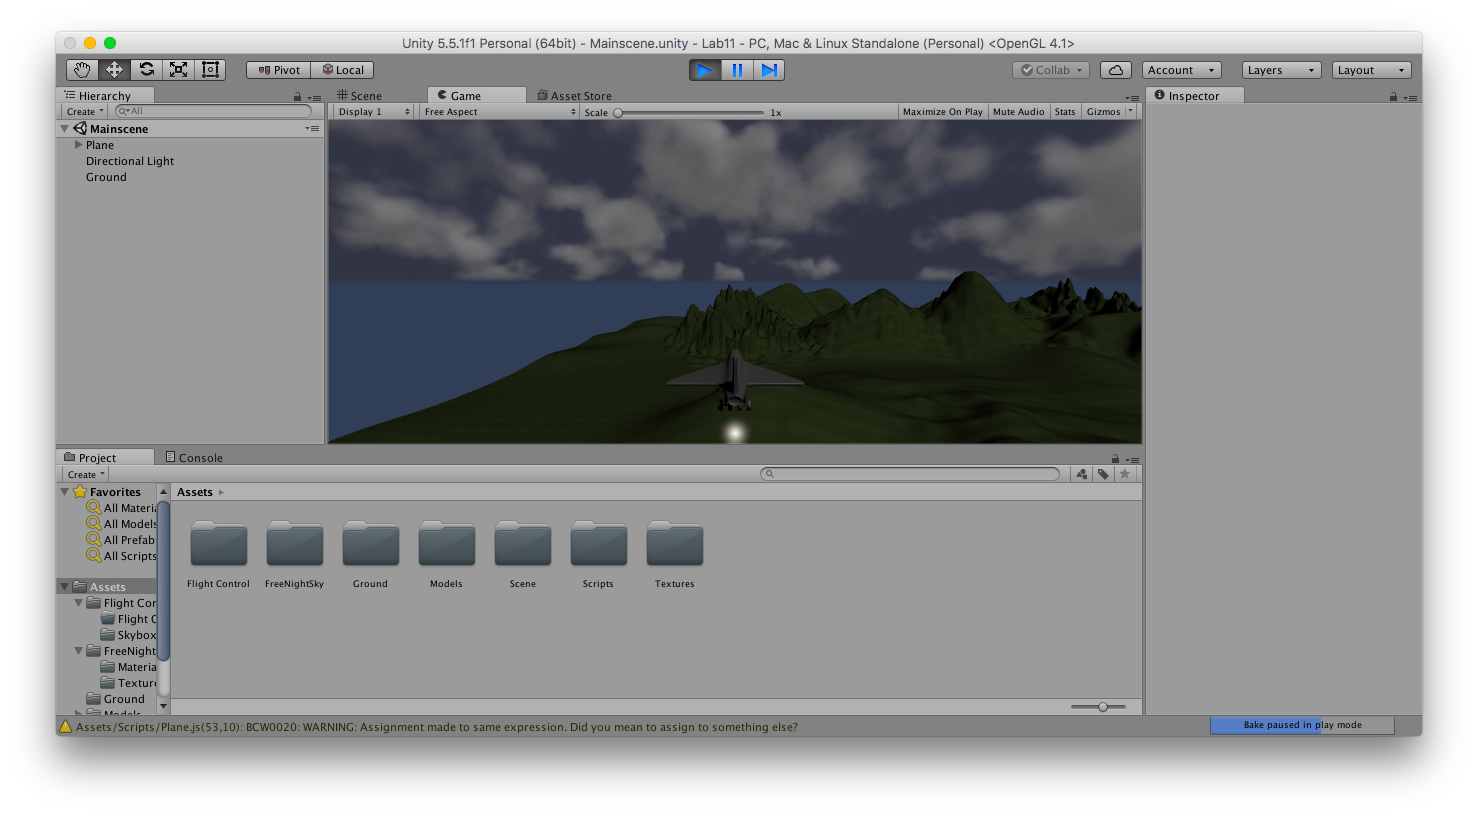 Unity 5.5.1f1 Personal (64bit) - Mainscene.unity - Lab11 - PC, Mac & Linux Standalone (Personal) <OpenGL 4.1>
Pivot Local Collab Account Layers Layout
Hierarchy Scene Game Asset Store Inspector
Create All Display 1 Free Aspect Scale 1x Maximize On Play Mute Audio Stats Gizmos
Mainscene
Plane
Directional Light
Ground
Project Console
Create
Favorites Assets
All Materia
All Models
All Prefab
All Scripts
Flight Control FreeNightSky Ground Models Scene Scripts Textures
Assets
Flight Cor
Flight C
Skybox
FreeNight
Materia
Texture
Ground
Models
Assets/Scripts/Plane.js(53,10): BCW0020: WARNING: Assignment made to same expression. Did you mean to assign to something else? Bake paused in play mode